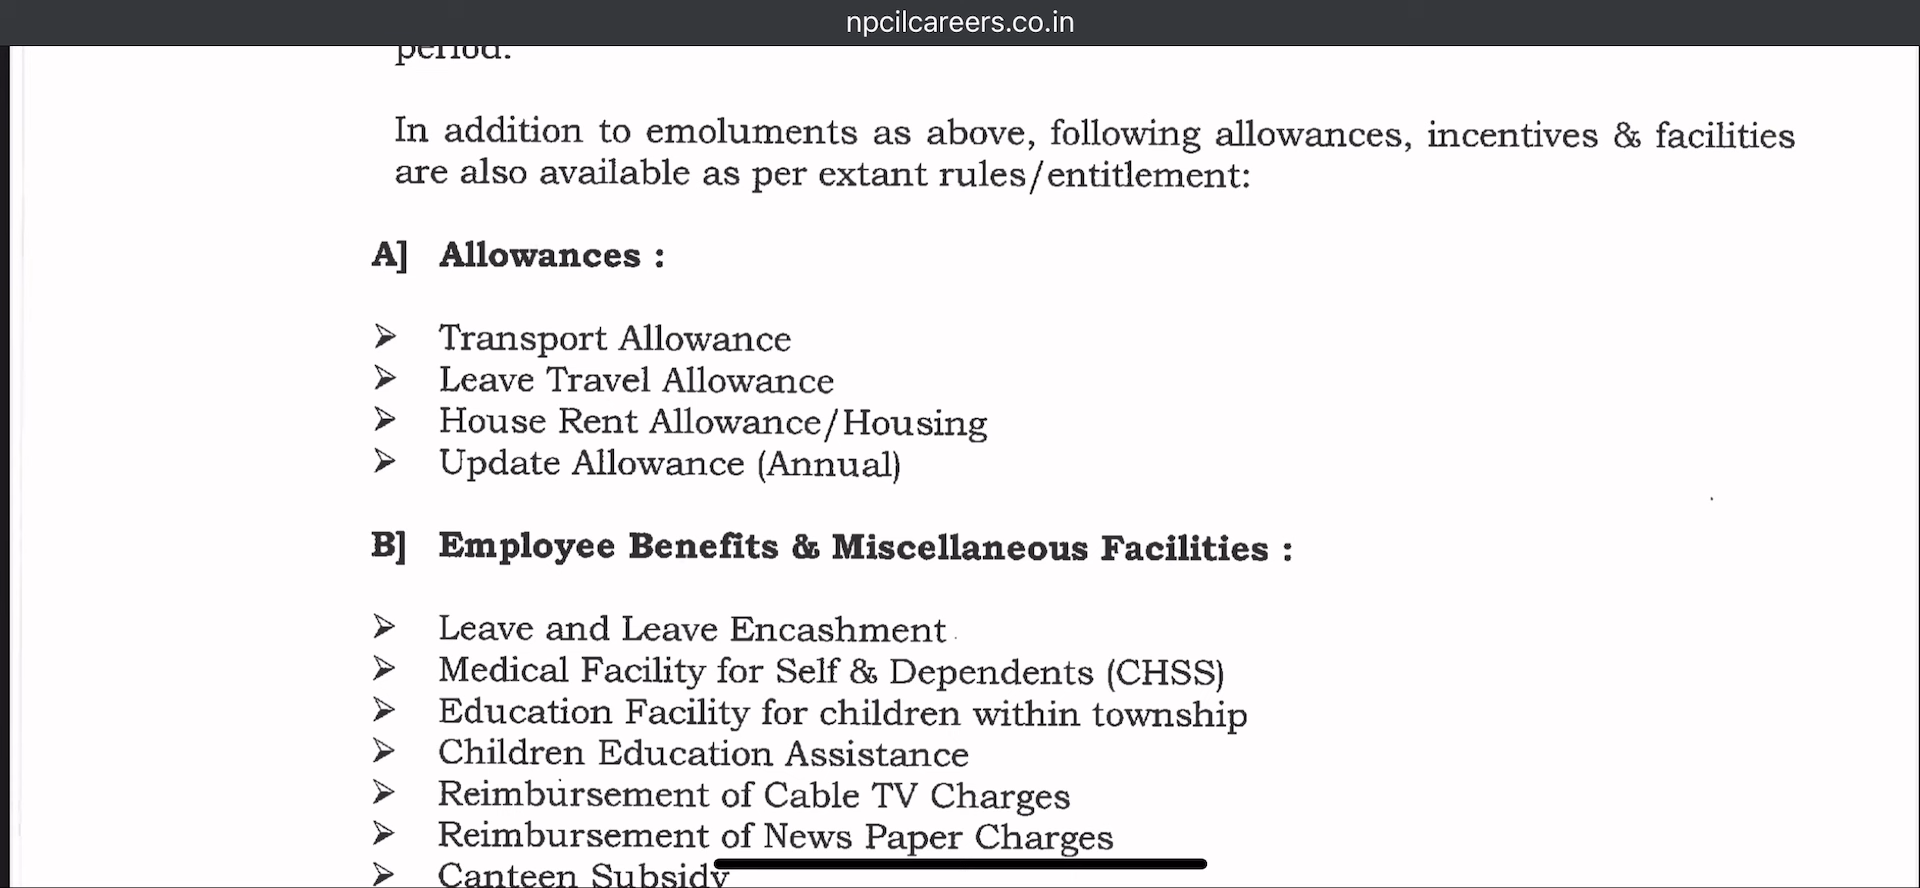 npcilcareers.co.in
period.
In addition to emoluments as above, following allowances, incentives & facilities
are also available as per extant rules/entitlement:
A] Allowances :
➢ Transport Allowance
➢ Leave Travel Allowance
➢ House Rent Allowance/Housing
➢ Update Allowance (Annual)
B] Employee Benefits & Miscellaneous Facilities :
➢ Leave and Leave Encashment
➢ Medical Facility for Self & Dependents (CHSS)
➢ Education Facility for children within township
➢ Children Education Assistance
➢ Reimbursement of Cable TV Charges
➢ Reimbursement of News Paper Charges
➢ Canteen Subsidy